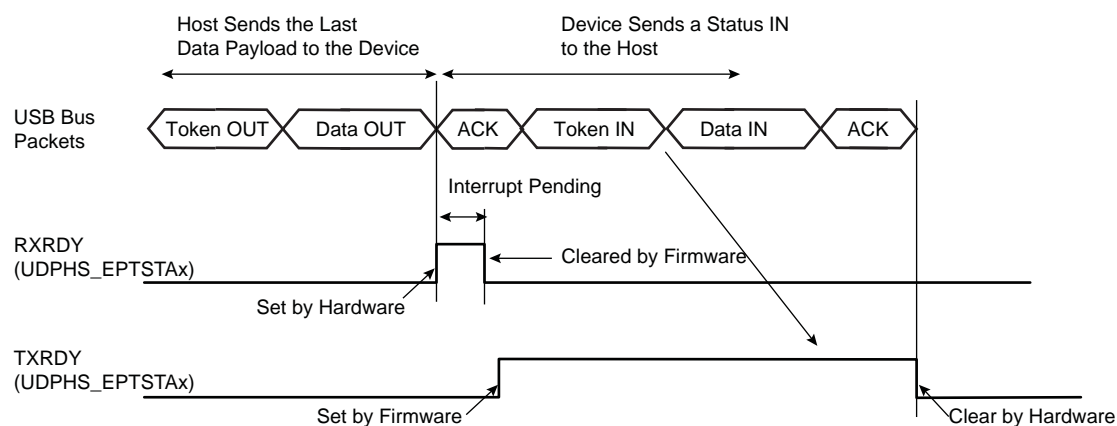 Host Sends the Last
Data Payload to the Device
Device Sends a Status IN
to the Host
USB Bus
Packets
Token OUT
Data OUT
ACK
Token IN
Data IN
ACK
Interrupt Pending
RXRDY
(UDPHS_EPTSTAx)
Set by Hardware
Cleared by Firmware
TXRDY
(UDPHS_EPTSTAx)
Set by Firmware
Clear by Hardware